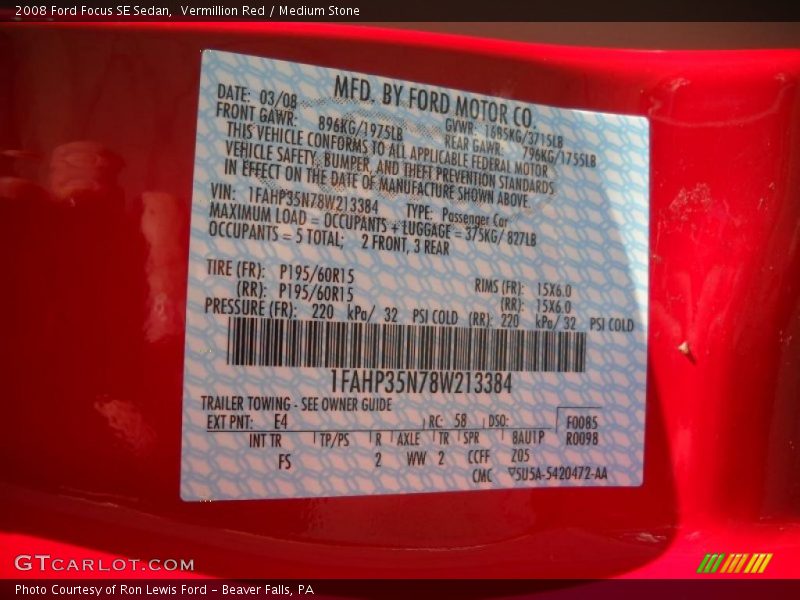 2008 Ford Focus SE Sedan,  Vermillion Red / Medium Stone
MFD. BY FORD MOTOR CO.
DATE: 03/08 GVWR: 1685KG/3715LB
FRONT GAWR: 896KG/1975LB REAR GAWR: 796KG/1755LB
THIS VEHICLE CONFORMS TO ALL APPLICABLE FEDERAL MOTOR
VEHICLE SAFETY, BUMPER, AND THEFT PREVENTION STANDARDS
IN EFFECT ON THE DATE OF MANUFACTURE SHOWN ABOVE.
VIN: 1FAHP35N78W213384 TYPE: Passenger Car
MAXIMUM LOAD = OCCUPANTS + LUGGAGE = 375KG/ 827LB
OCCUPANTS = 5 TOTAL; 2 FRONT, 3 REAR
TIRE (FR): P195/60R15 RIMS (FR): 15X6.0
(RR): P195/60R15 (RR): 15X6.0
PRESSURE (FR): 220 kPa/ 32 PSI COLD (RR): 220 kPa/ 32 PSI COLD
1FAHP35N78W213384
TRAILER TOWING - SEE OWNER GUIDE
EXT PNT: E4 RC: 58 DSO: F0085
INT TR TP/PS R AXLE TR SPR BAUTP R0098
FS 2 WW 2 CCFF Z05
CMC 5U5A-5420472-AA
GTCARLOT.COM
Photo Courtesy of Ron Lewis Ford - Beaver Falls, PA